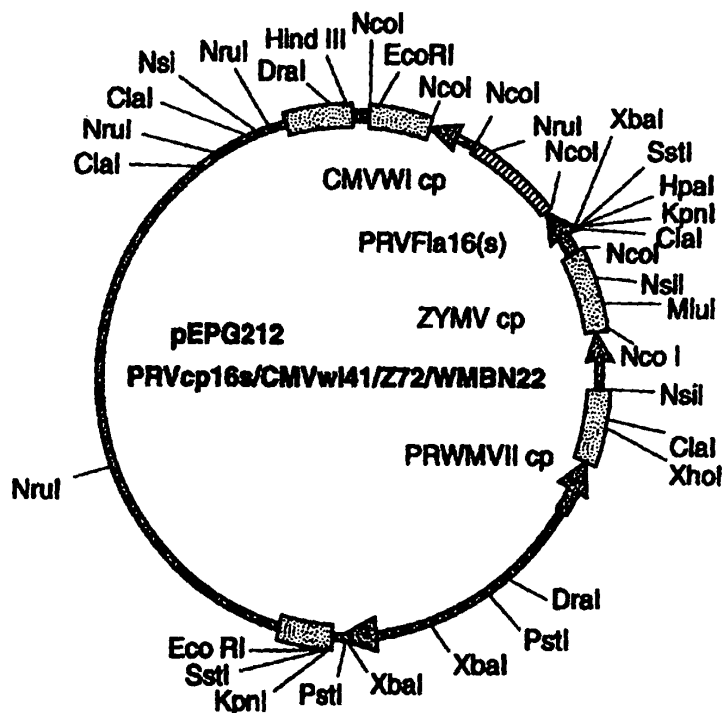 Hind III
NcoI
EcoRI
NcoI
NcoI
NruI
NcoI
XbaI
SstI
HpaI
KpnI
ClaI
NcoI
NsiI
MluI
Nco I
NsiI
ClaI
XhoI
DraI
PstI
XbaI
XbaI
PstI
KpnI
SstI
Eco RI
NruI
ClaI
NruI
ClaI
Nsi
NruI
DraI
CMVWI cp
PRVFla16(s)
ZYMV cp
pEPG212
PRVcp16s/CMVwl41/Z72/WMBN22
PRWMVII cp